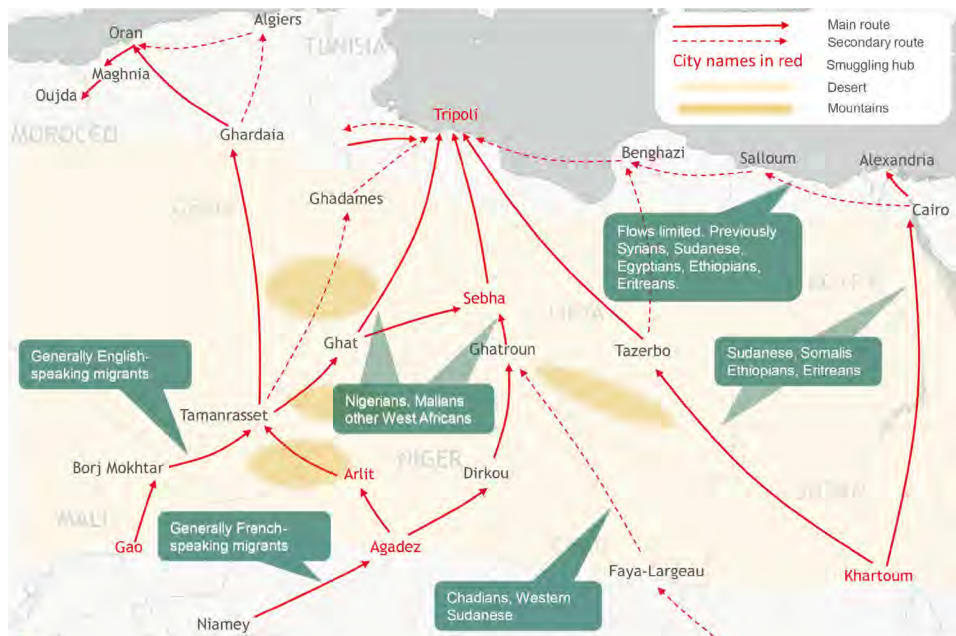 Algiers
Oran
TUNISIA
Main route
Secondary route
City names in red
Smuggling hub
Desert
Mountains
Maghnia
Oujda
MOROCCO
Ghardaia
Tripoli
Benghazi
Salloum
Alexandria
Ghadames
Cairo
Flows limited. Previously
Syrians, Sudanese,
Egyptians, Ethiopians,
Eritreans.
EGYPT
Sebha
LIBYA
Ghat
Ghatroun
Tazerbo
Generally English-
speaking migrants
Sudanese, Somalis
Ethiopians, Eritreans
Nigerians, Malians
other West Africans
Tamanrasset
NIGER
Borj Mokhtar
Arlit
Dirkou
SUDAN
MALI
Gao
Generally French-
speaking migrants
Agadez
Faya-Largeau
Khartoum
Chadians, Western
Sudanese
Niamey